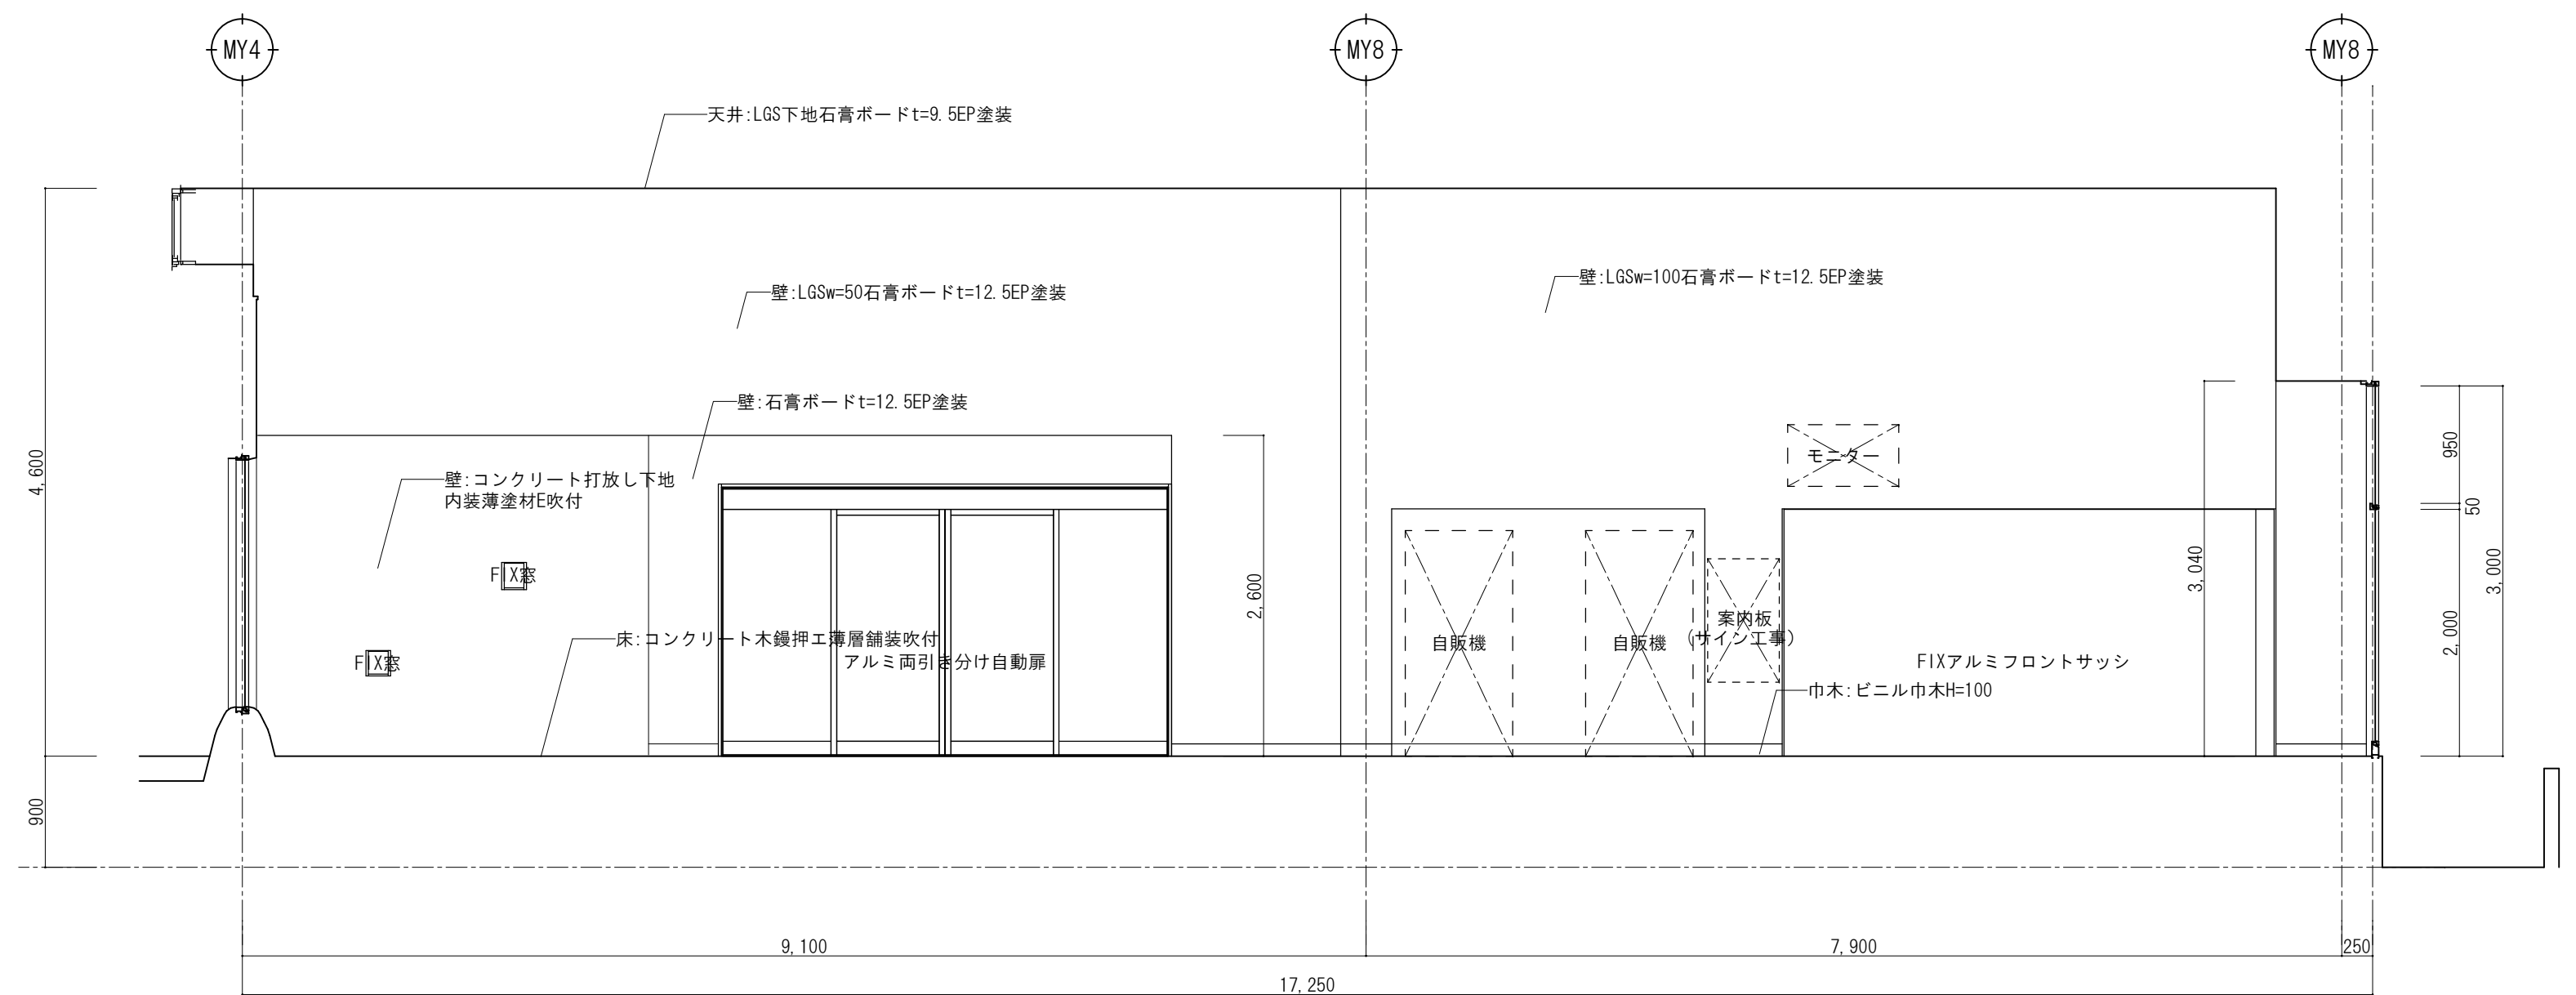 MY4
MY8
MY8
天井:LGS下地石膏ボードt=9.5EP塗装
壁:LGSw=50石膏ボードt=12.5EP塗装
壁:LGSw=100石膏ボードt=12.5EP塗装
壁:石膏ボードt=12.5EP塗装
モニター
950
4,600
壁:コンクリート打放し下地
内装薄塗材E吹付
50
FIX窓
3,040
3,000
2,600
案内板
(サイン工事)
床:コンクリート木鏝押エ薄層舗装吹付
自販機
自販機
2,000
FIX窓
アルミ両引き分け自動扉
FIXアルミフロントサッシ
巾木:ビニル巾木H=100
900
9,100
7,900
250
17,250